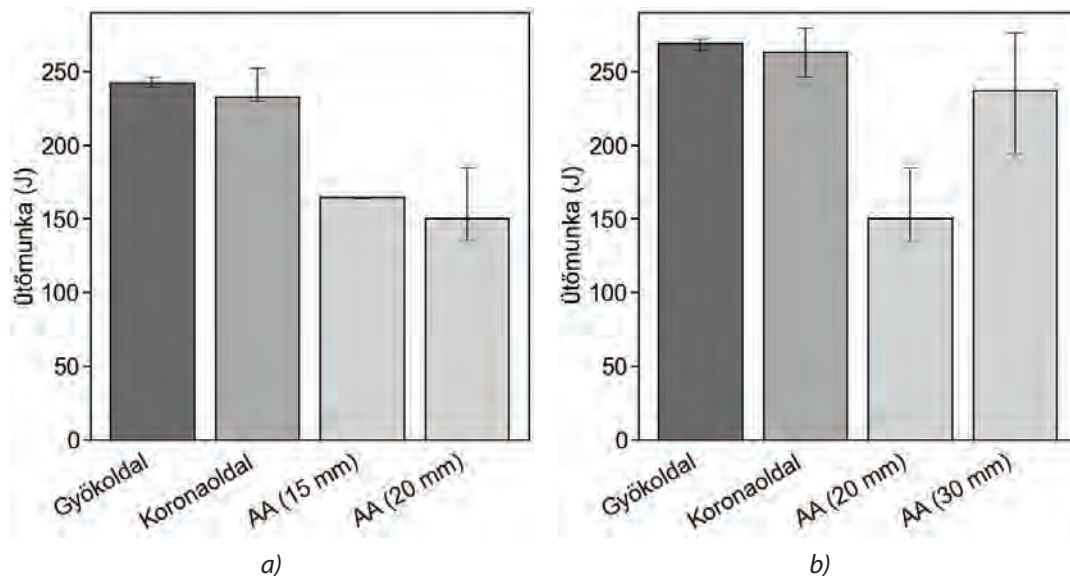 Ütőmunka (J)
250
200
150
100
50
0
Gyökoldal
Koronaoldal
AA (15 mm)
AA (20 mm)
a)
Ütőmunka (J)
250
200
150
100
50
0
Gyökoldal
Koronaoldal
AA (20 mm)
AA (30 mm)
b)